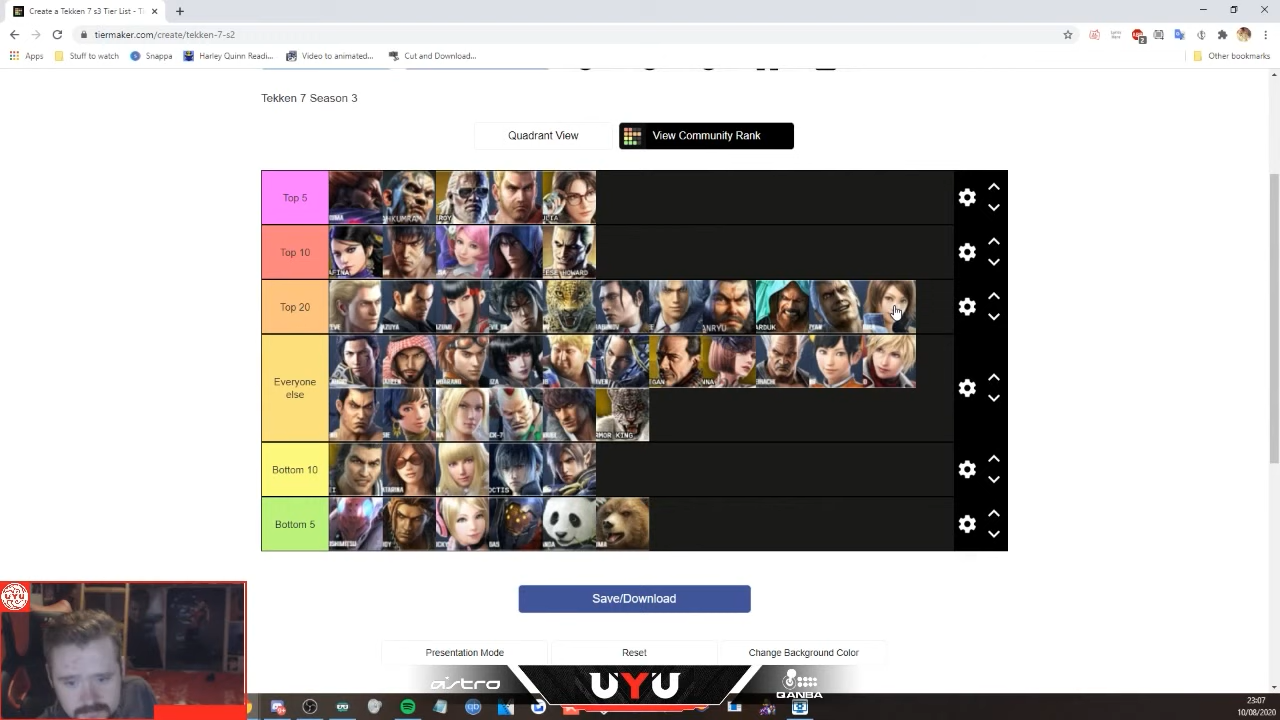 Create a Tekken 7 s3 Tier List - Ti
tiermaker.com/create/tekken-7-s2
Apps
Stuff to watch
Snappa
Harley Quinn Readi...
Video to animated...
Cut and Download...
Other bookmarks
Tekken 7 Season 3
Quadrant View
View Community Rank
Top 5
Top 10
Top 20
Everyone
else
Bottom 10
Bottom 5
Save/Download
Presentation Mode
Reset
Change Background Color
astro
UYU
QANBA
23:07
10/08/2020